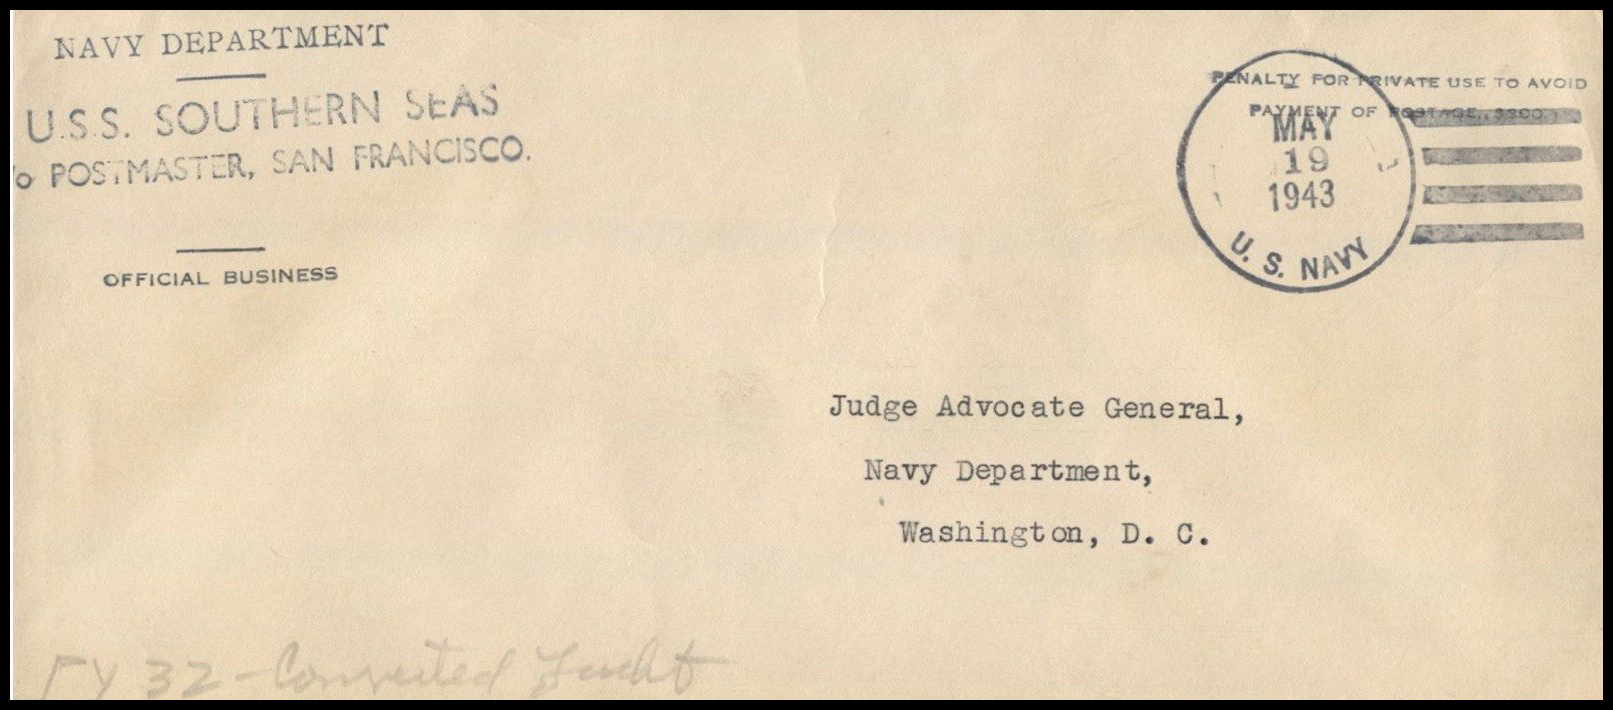 NAVY DEPARTMENT
U.S.S. SOUTHERN SEAS
/o POSTMASTER, SAN FRANCISCO.
OFFICIAL BUSINESS
PENALTY FOR PRIVATE USE TO AVOID
PAYMENT OF POSTAGE, $300.
MAY
19
1943
U. S. NAVY
Judge Advocate General,
Navy Department,
Washington, D. C.
PY 32 - Converted Yacht